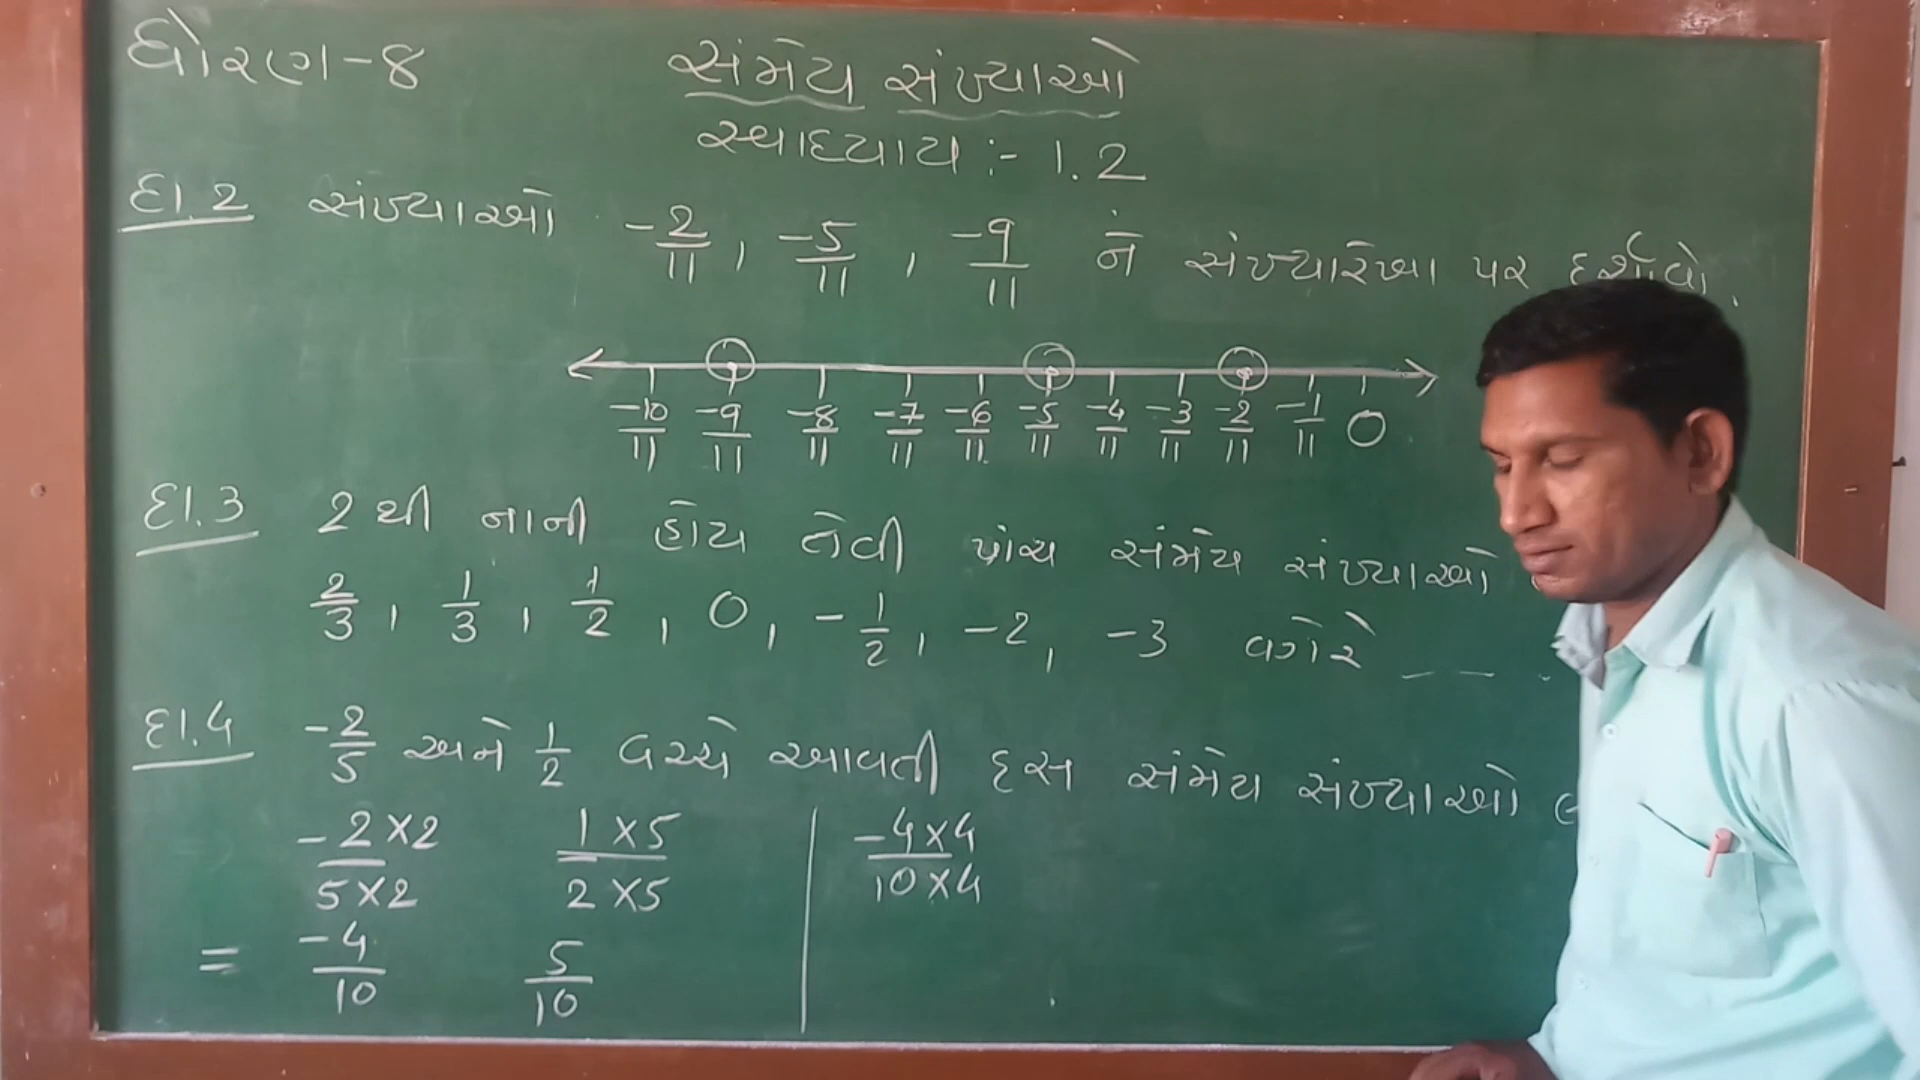 ધોરણ-૪
સંમેય સંખ્યાઓ
સ્વાધ્યાય :- 1.2
દા.2 સંખ્યાઓ -2/11, -5/11, -9/11 ને સંખ્યારેખા પર દર્શાવો.
-10/11 -9/11 -8/11 -7/11 -6/11 -5/11 -4/11 -3/11 -2/11 -1/11 0
દા.3 2 થી નાની હોય તેવી પાંચ સંમેય સંખ્યાઓ
2/3, 1/3, 1/2, 0, -1/2, -2, -3 વગેરે
દા.4 -2/5 અને 1/2 વચ્ચે આવતી દસ સંમેય સંખ્યાઓ
-2×2/5×2 1×5/2×5 -4×4/10×4
= -4/10 5/10